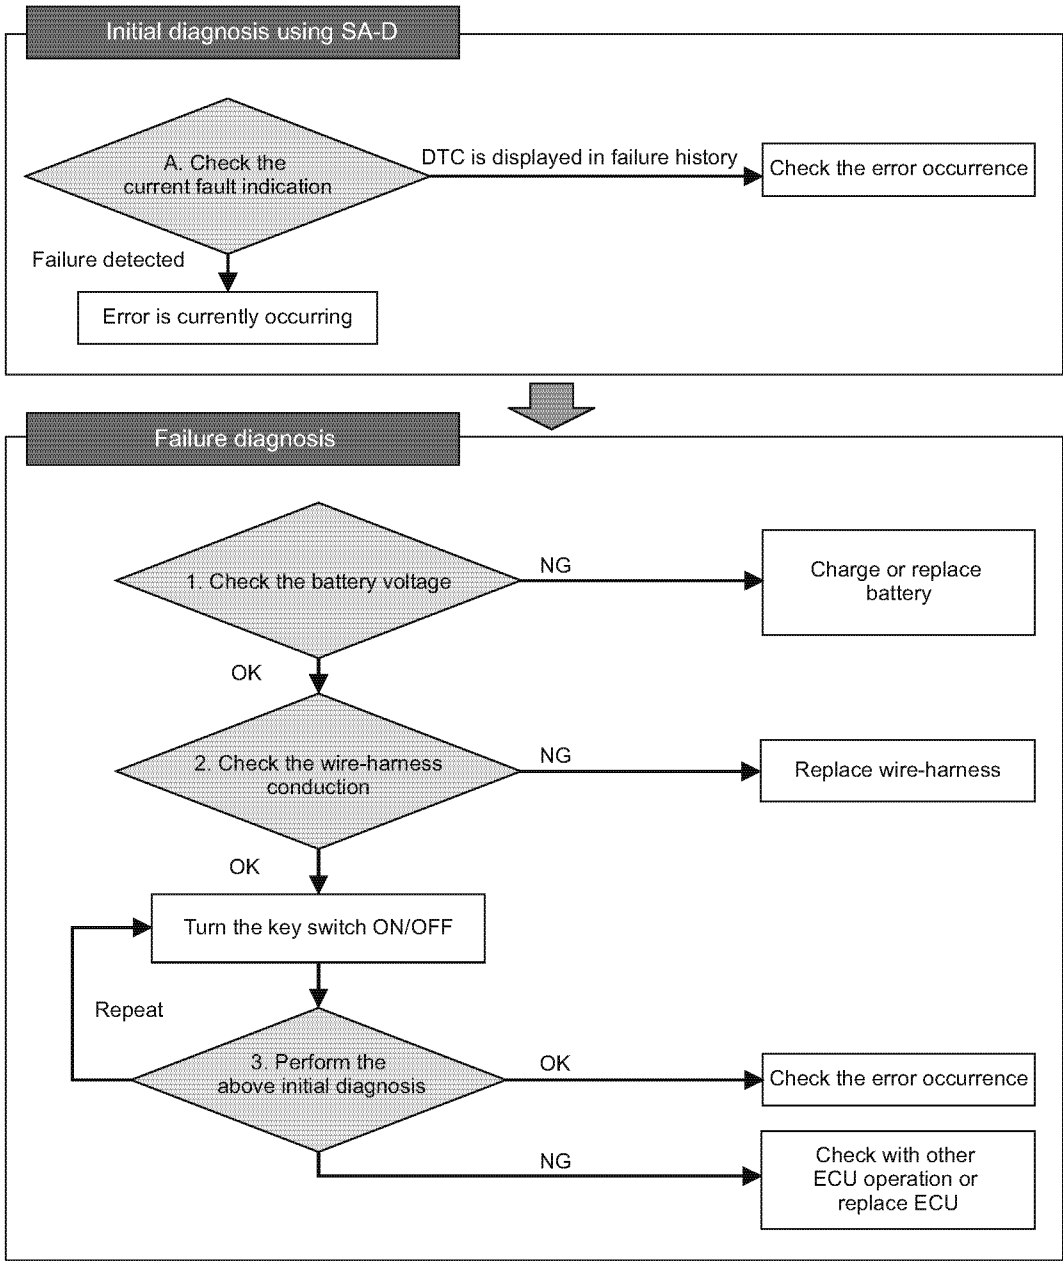 Initial diagnosis using SA-D
A. Check the
current fault indication
DTC is displayed in failure history
Check the error occurrence
Failure detected
Error is currently occurring
Failure diagnosis
1. Check the battery voltage
NG
Charge or replace
battery
OK
2. Check the wire-harness
conduction
NG
Replace wire-harness
OK
Turn the key switch ON/OFF
Repeat
3. Perform the
above initial diagnosis
OK
Check the error occurrence
NG
Check with other
ECU operation or
replace ECU